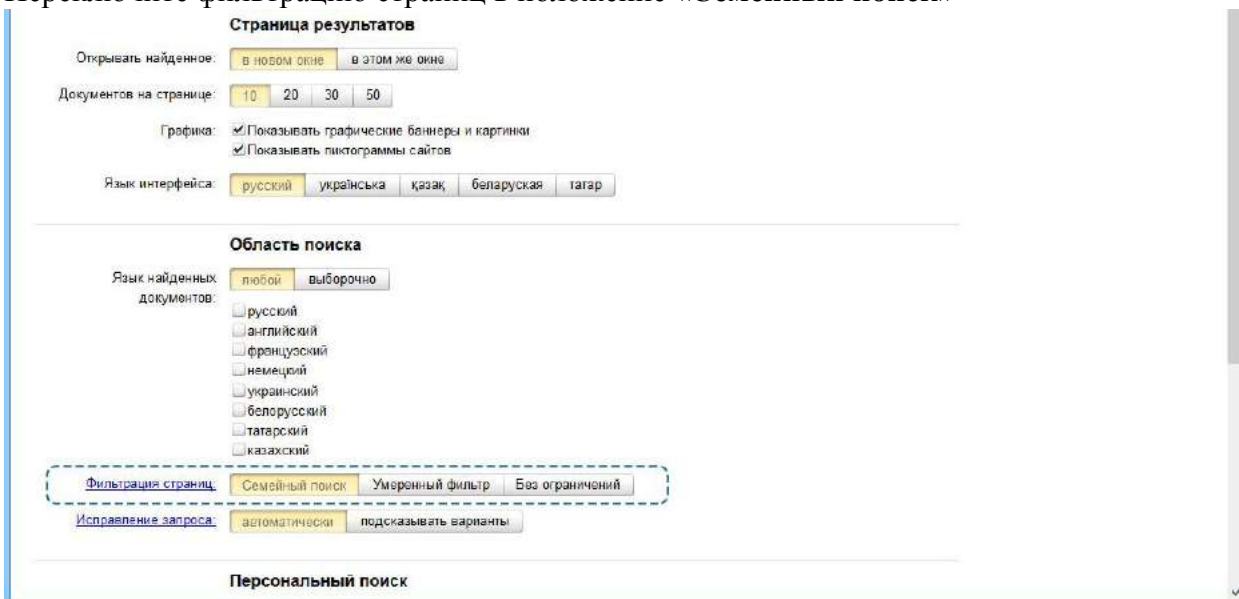 Переключите фильтрацию страниц в положение «Семейный поиск»
Страница результатов
Открывать найденное: в новом окне в этом же окне
Документов на странице: 10 20 30 50
Графика: Показывать графические баннеры и картинки
Показывать пиктограммы сайтов
Язык интерфейса: русский українська қазақ беларуская татар
Область поиска
Язык найденных документов: любой выборочно
русский
английский
французский
немецкий
украинский
белорусский
татарский
казахский
Фильтрация страниц: Семейный поиск Умеренный фильтр Без ограничений
Исправление запроса: автоматически подсказывать варианты
Персональный поиск